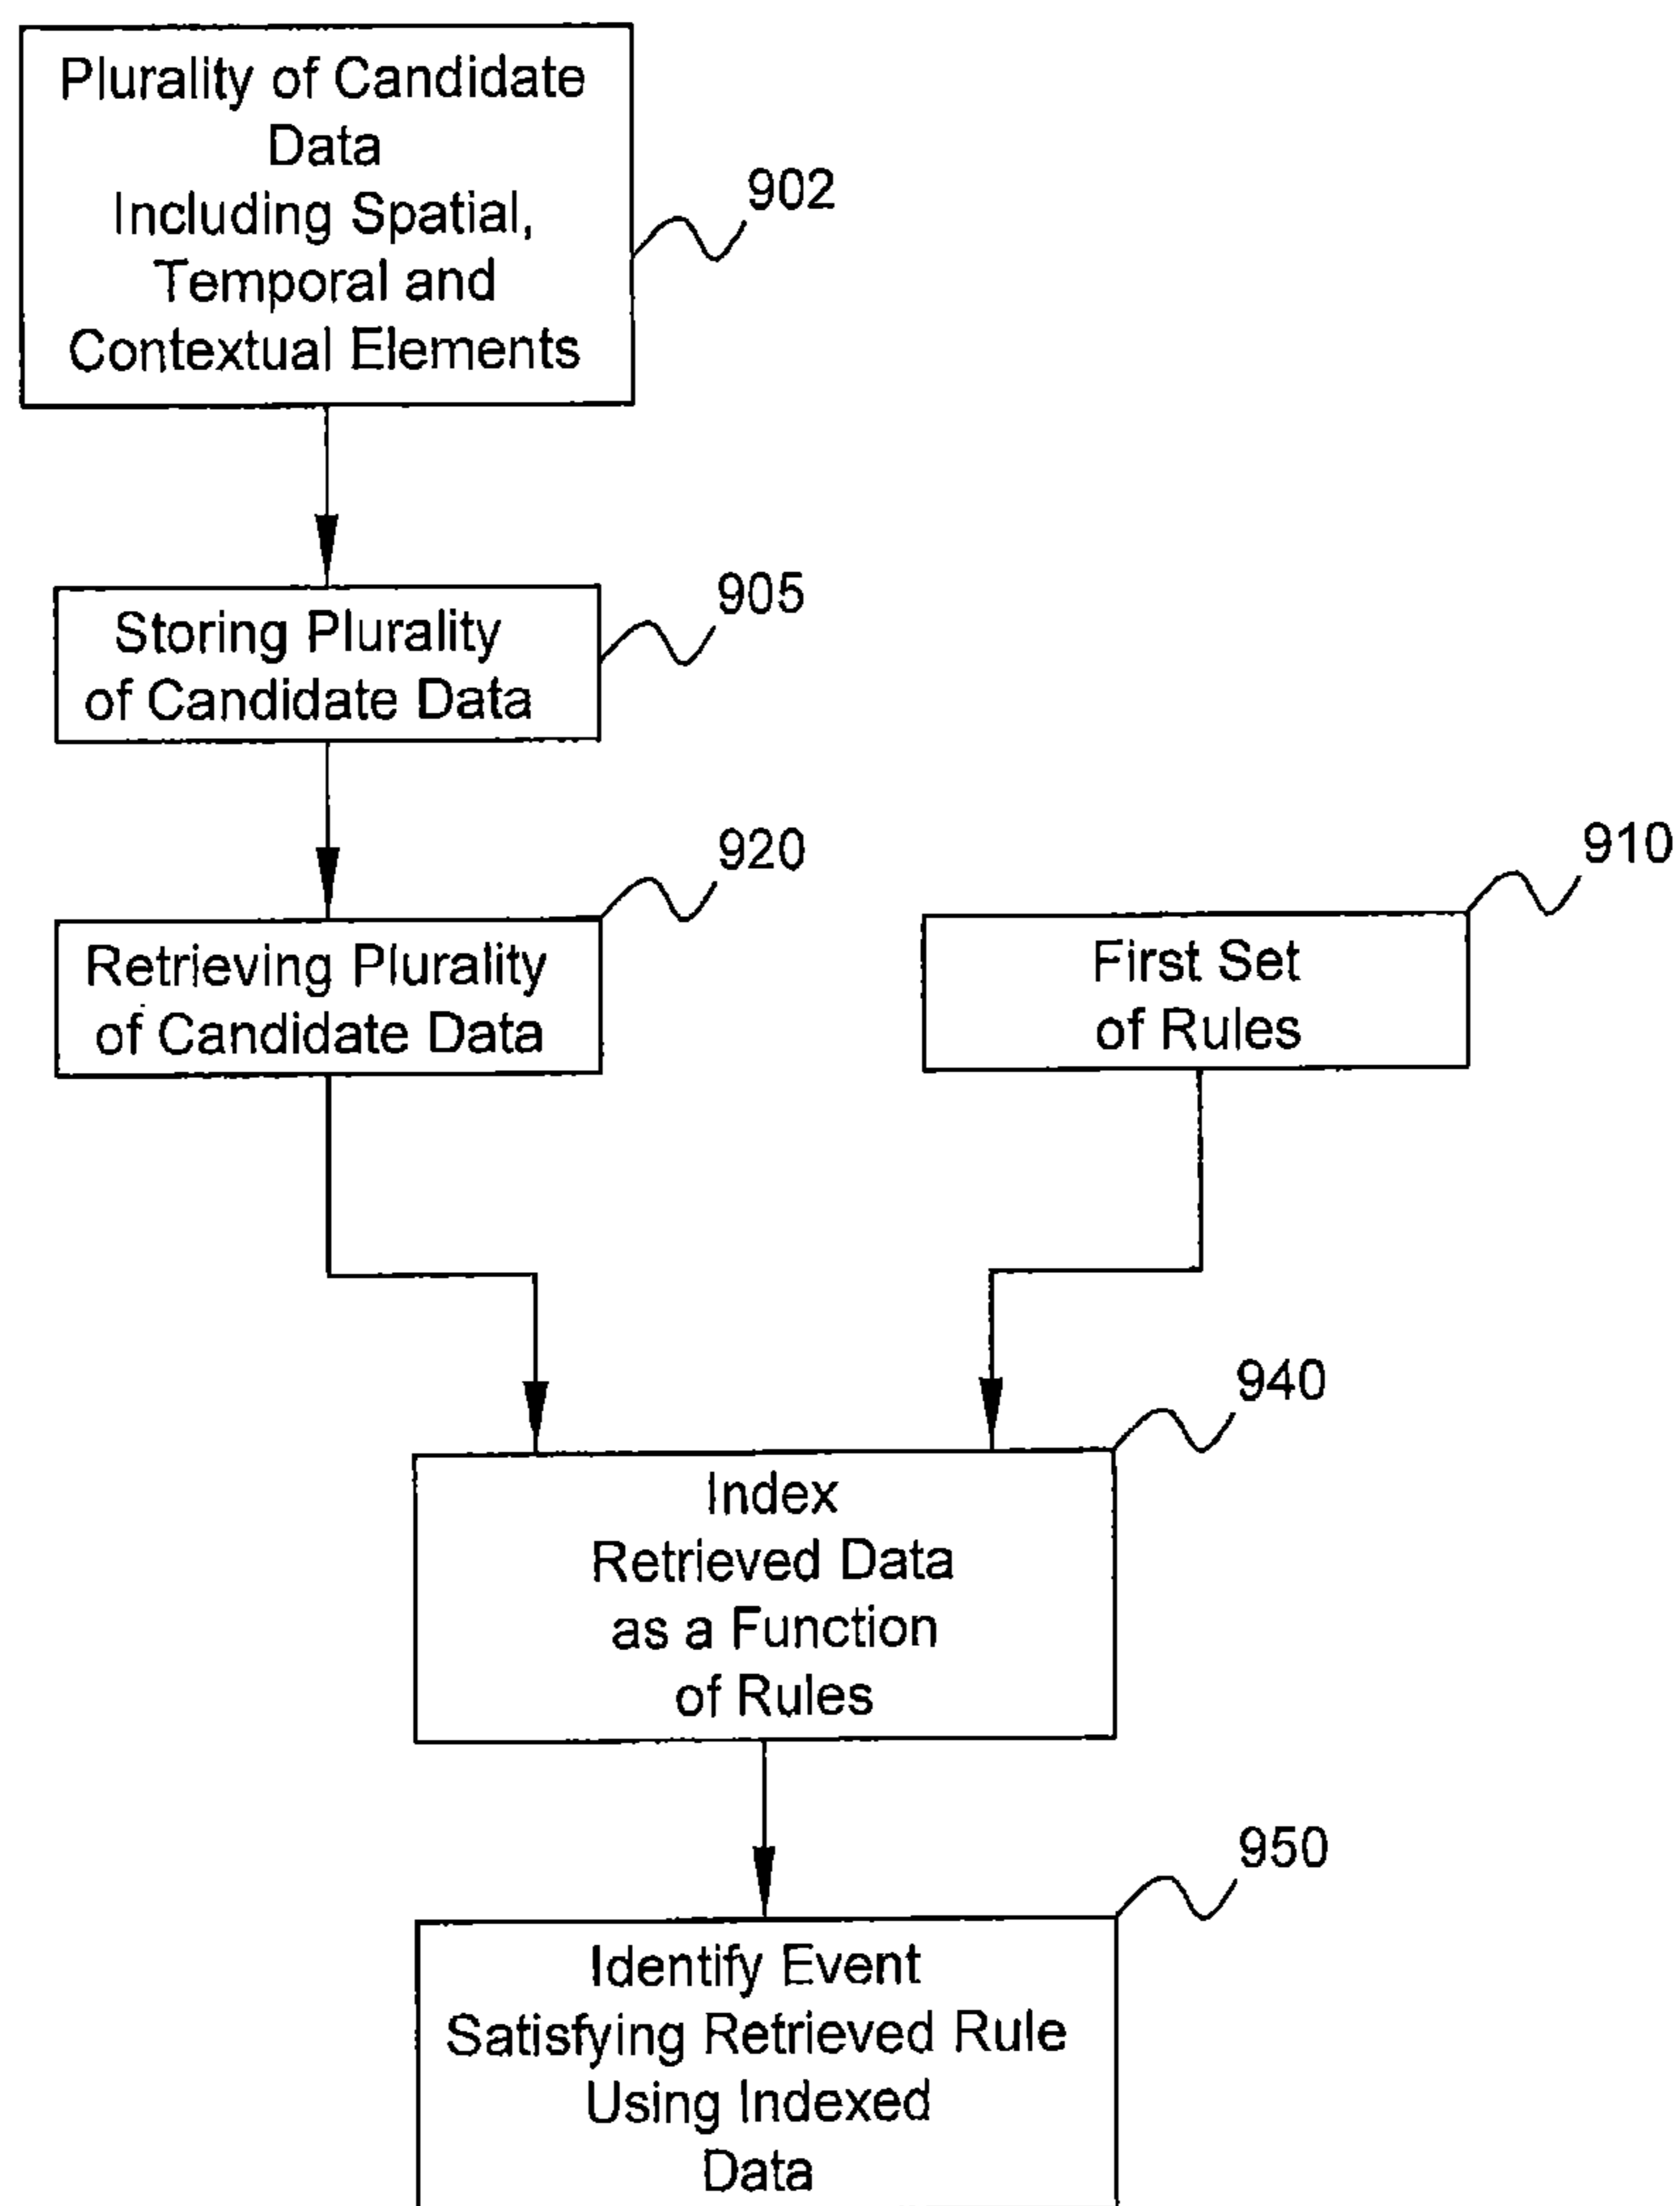 Plurality of Candidate
Data
Including Spatial,
Temporal and
Contextual Elements
902
Storing Plurality
of Candidate Data
905
Retrieving Plurality
of Candidate Data
920
First Set
of Rules
910
Index
Retrieved Data
as a Function
of Rules
940
Identify Event
Satisfying Retrieved Rule
Using Indexed
Data
950